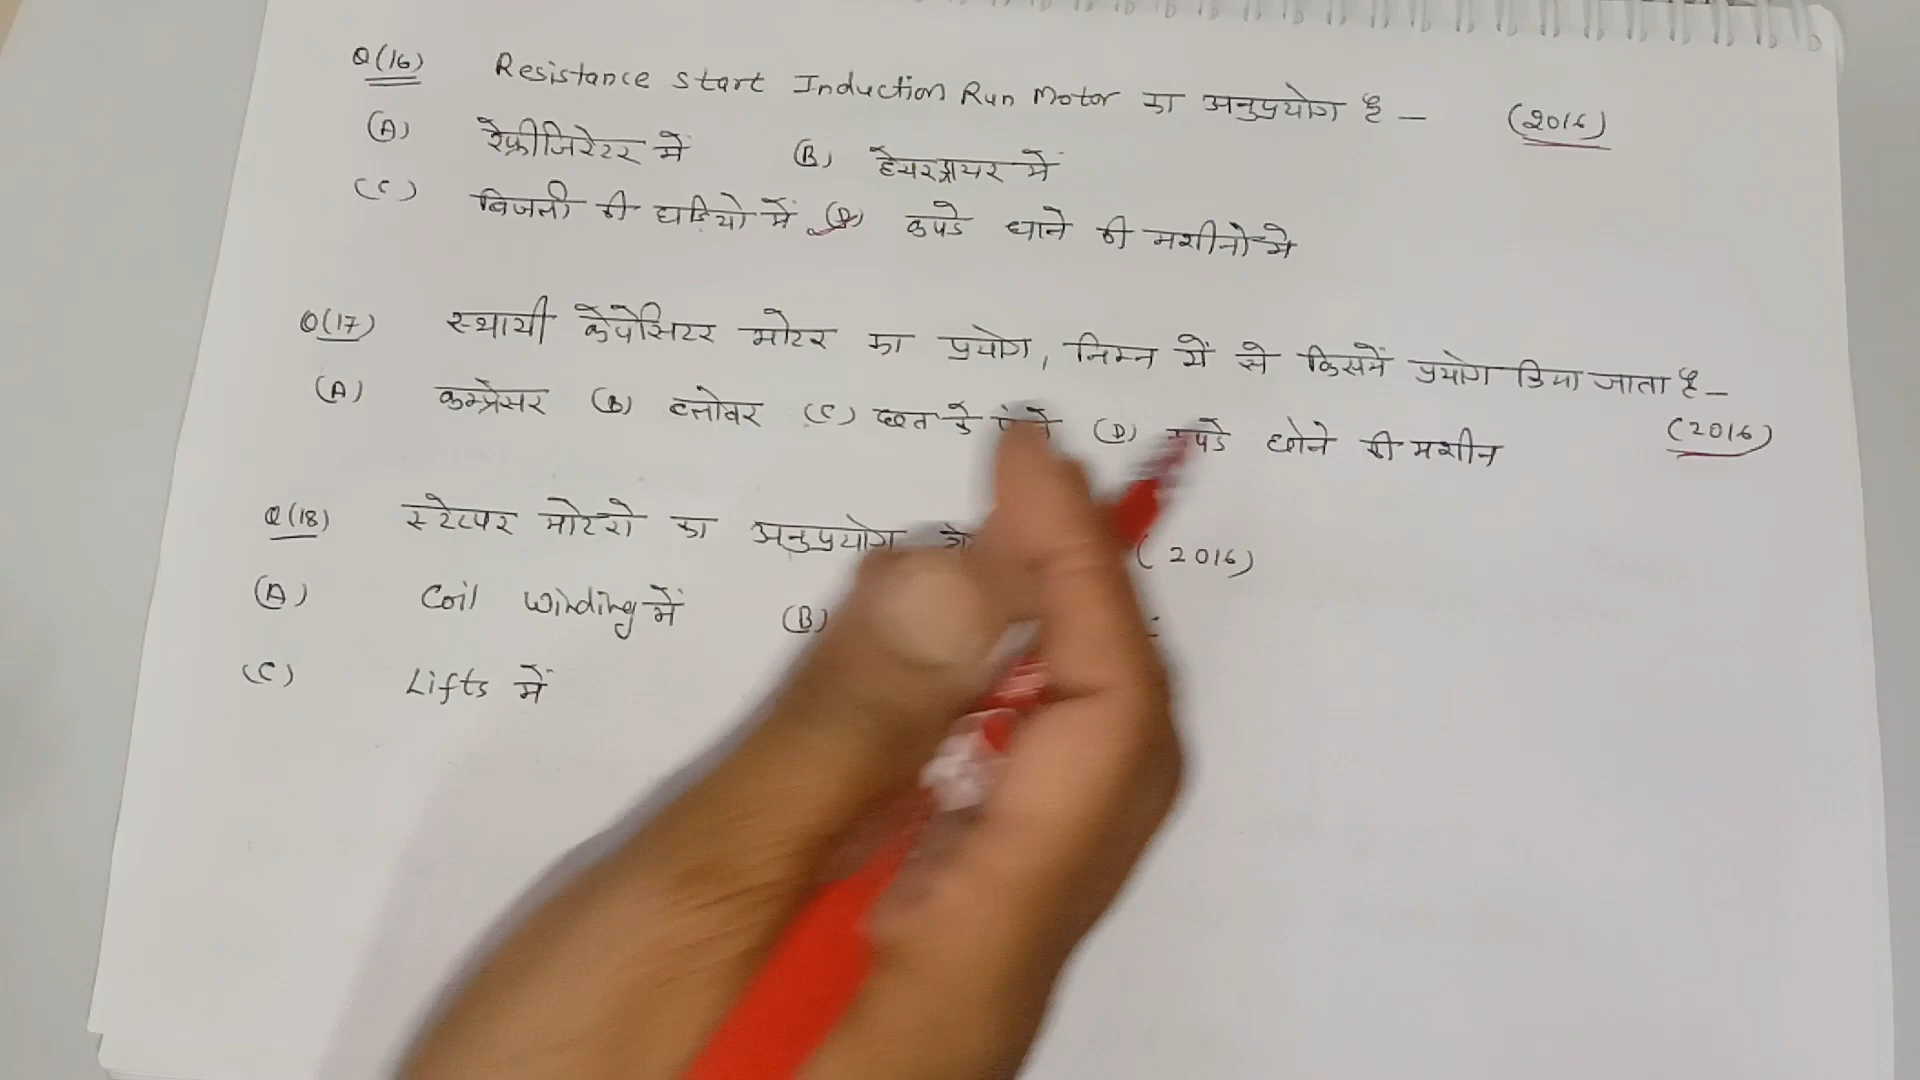 Q(16) Resistance start Induction Run Motor का अनुप्रयोग है – (2016)
(A) रेफ्रीजिरेटर में (B) हेयरड्रायर में
(C) बिजली की घड़ियो में (D) कपडे धाने की मशीनो मे
Q(17) स्थायी कैपेसिटर मोटर का प्रयोग, निम्न में से किसमें प्रयोग किया जाता है –
(A) कम्प्रेसर (B) ब्लोवर (C) छत के (D) कपडे धोने की मशीन (2016)
Q(18) स्टेप्पर मोटरो का अनुप्रयोग (2016)
(A) Coil winding में (B)
(C) Lifts में